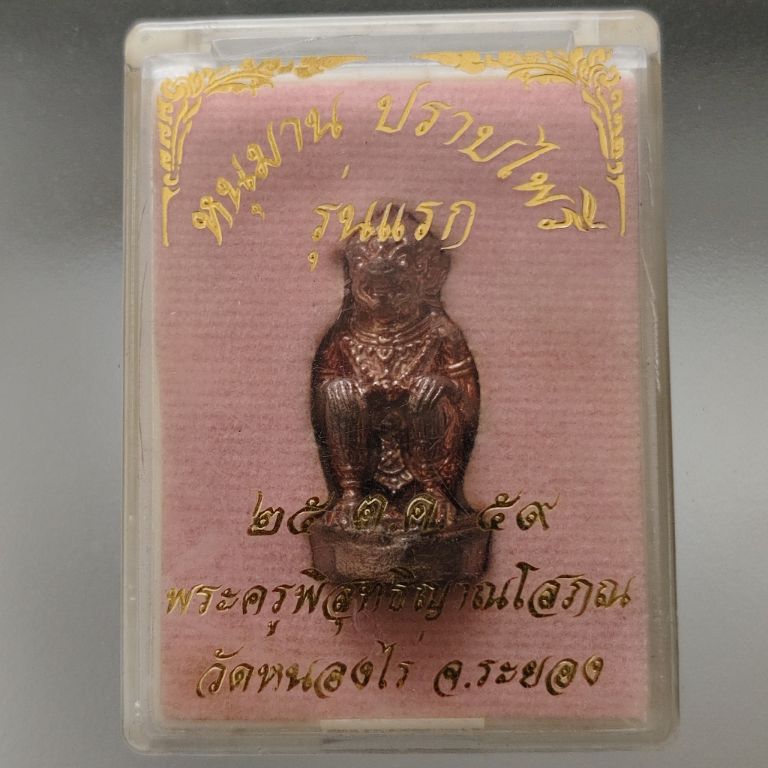 หนุมาน ปราบไพรี
รุ่นแรก
๒๕ ต.ค. ๕๙
พระครูพิสุทธิญาณโสภณ
วัดหนองไร่ จ.ระยอง